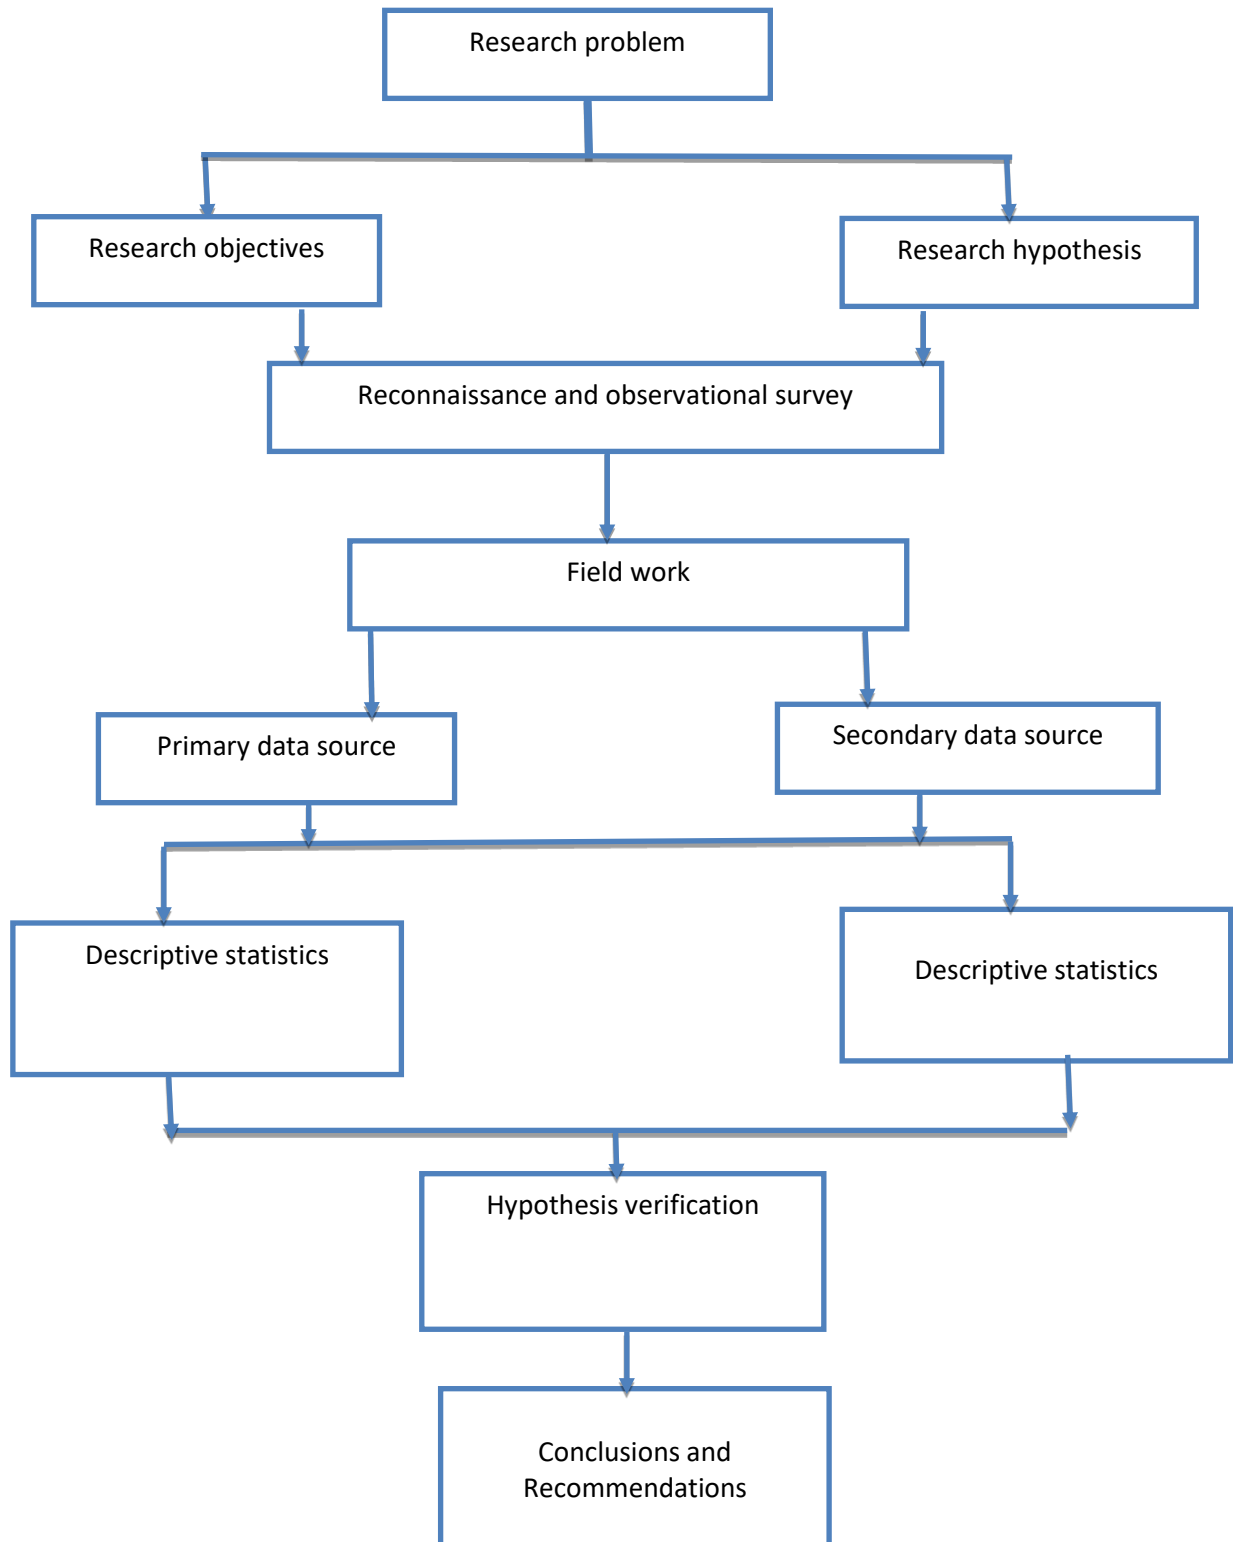 Research problem
Research objectives
Research hypothesis
Reconnaissance and observational survey
Field work
Primary data source
Secondary data source
Descriptive statistics
Descriptive statistics
Hypothesis verification
Conclusions and
Recommendations